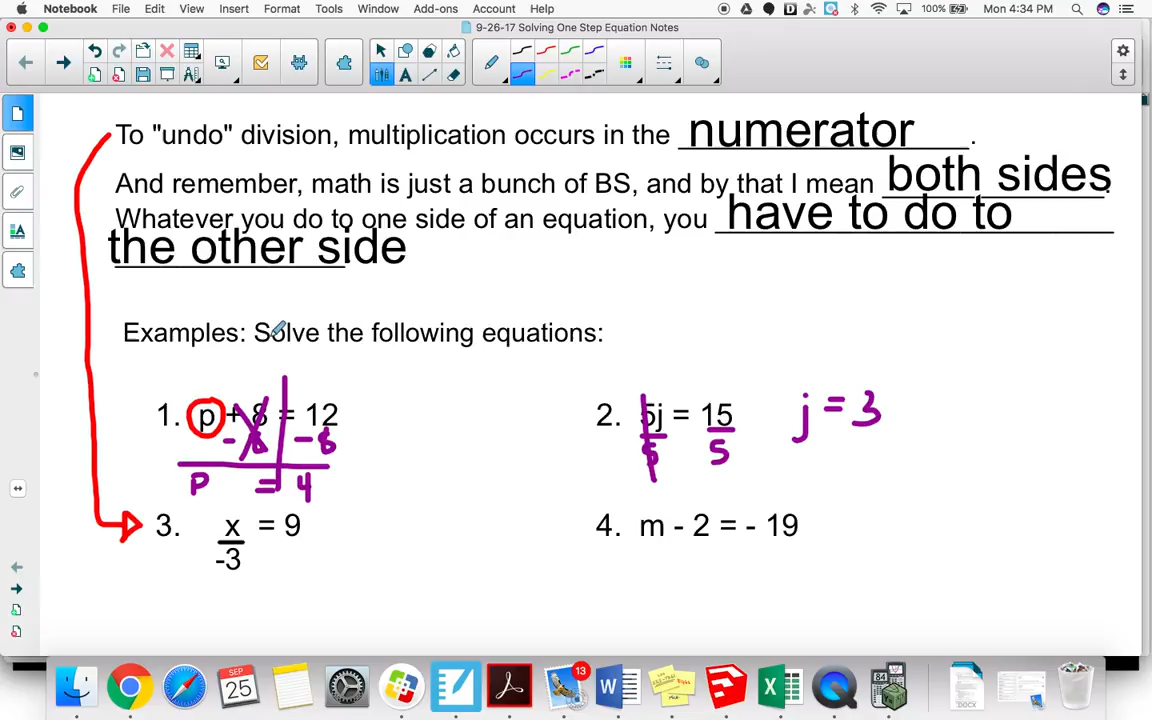 Notebook File Edit View Insert Format Tools Window Add-ons Account Help 100% Mon 4:34 PM
9-26-17 Solving One Step Equation Notes
To "undo" division, multiplication occurs in the numerator.
And remember, math is just a bunch of BS, and by that I mean both sides.
Whatever you do to one side of an equation, you have to do to
the other side
Examples: Solve the following equations:
1. p + 8 = 12
- 8 - 8
p = 4
2. 5j = 15 j = 3
5 5
3. x = 9
-3
4. m - 2 = - 19
SEP
25
13